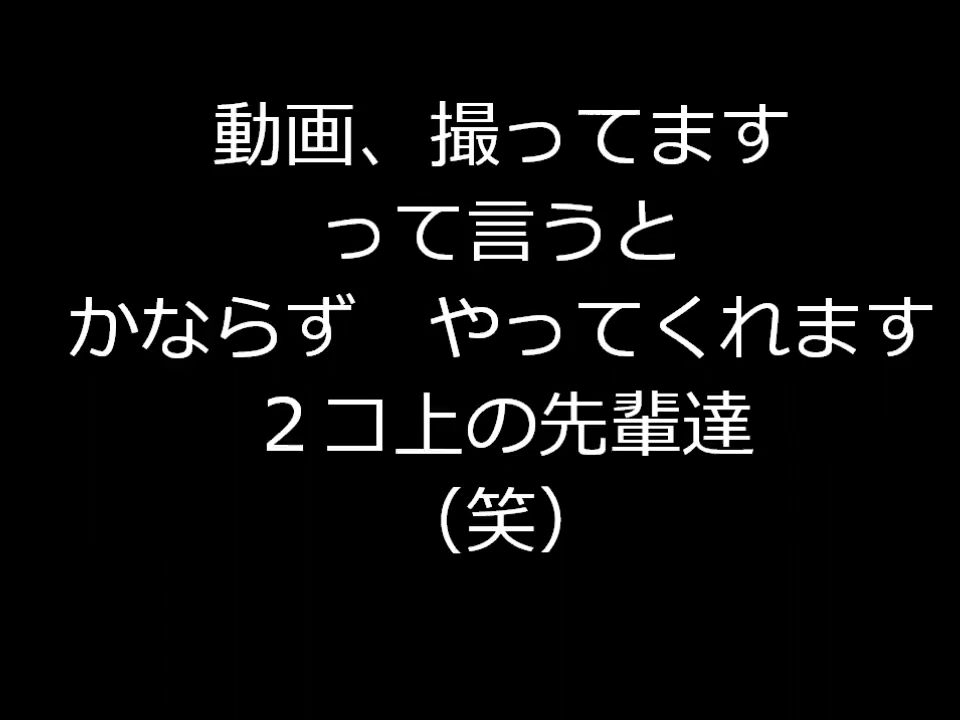 動画、撮ってます
って言うと
かならず　やってくれます
２コ上の先輩達
（笑）